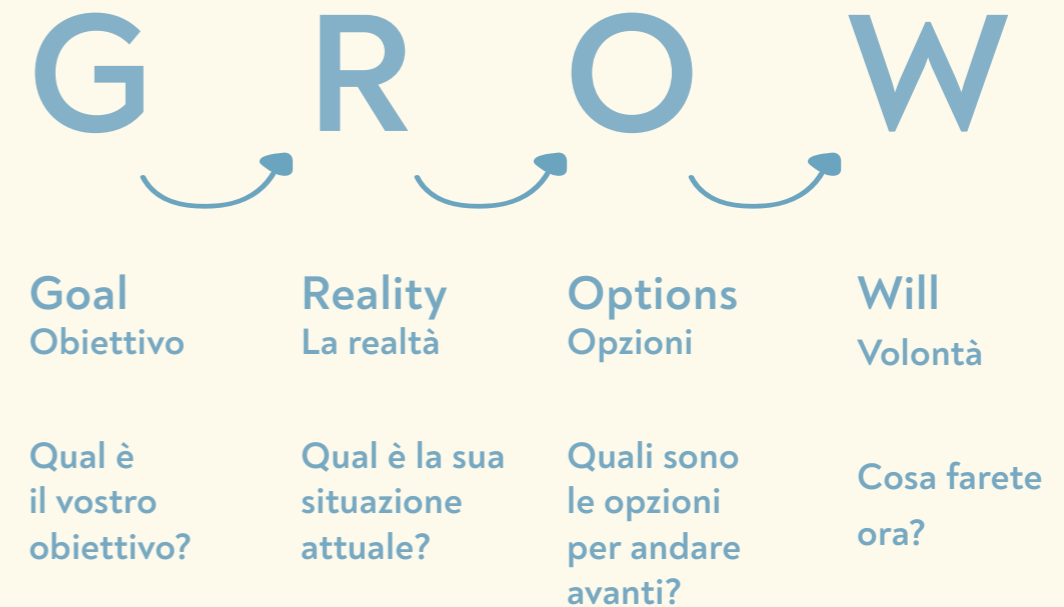 G R O W
Goal
Obiettivo
Qual è
il vostro
obiettivo?
Reality
La realtà
Qual è la sua
situazione
attuale?
Options
Opzioni
Quali sono
le opzioni
per andare
avanti?
Will
Volontà
Cosa farete
ora?